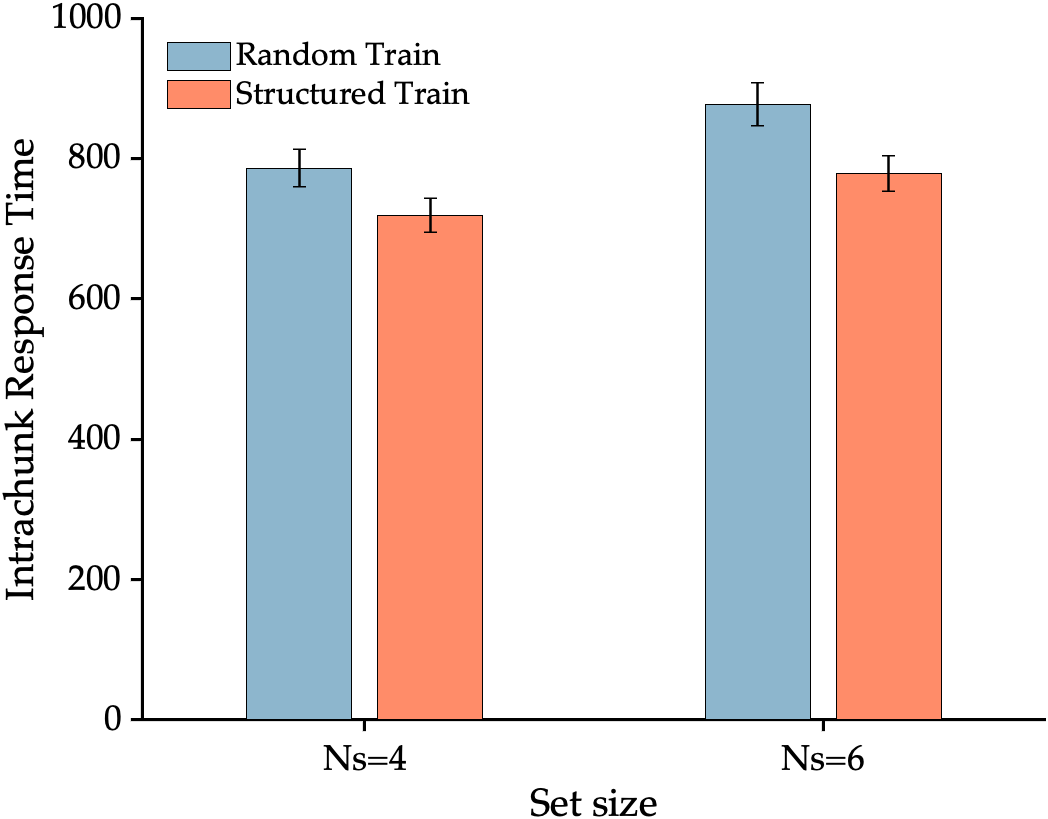 1000
800
600
400
200
0
Intrachunk Response Time
Random Train
Structured Train
Ns=4
Ns=6
Set size